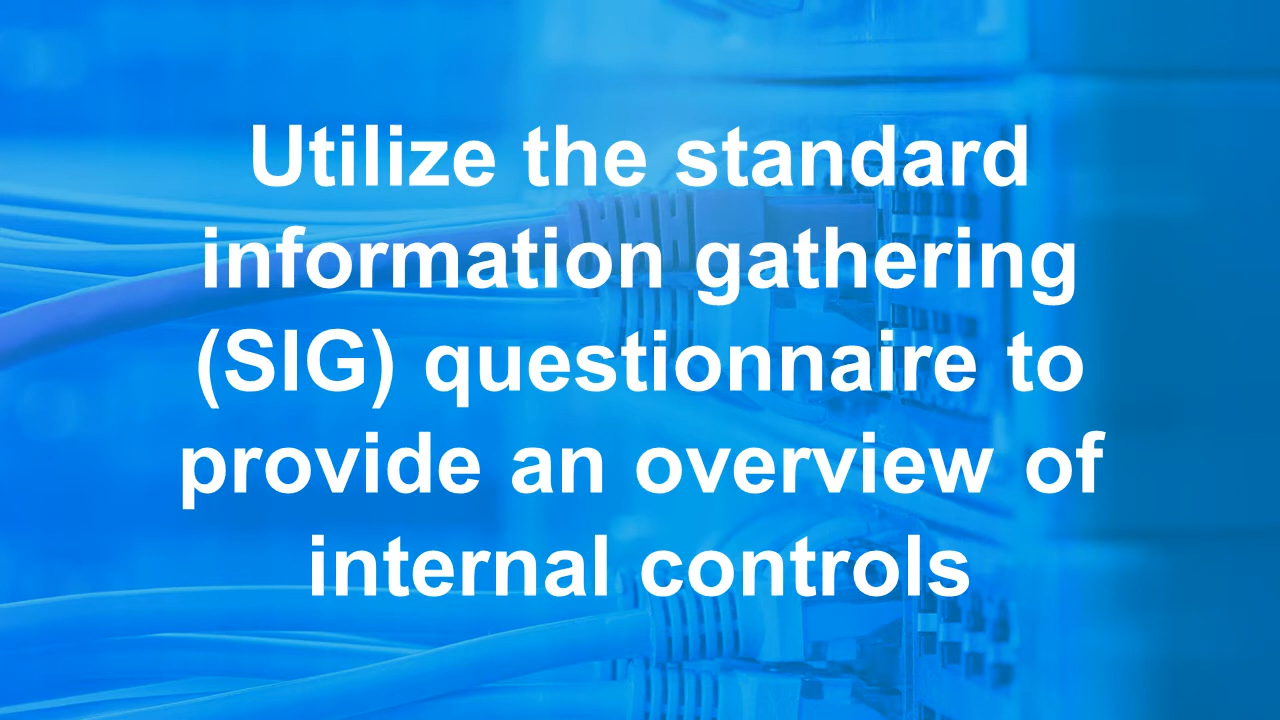 Utilize the standard
information gathering
(SIG) questionnaire to
provide an overview of
internal controls